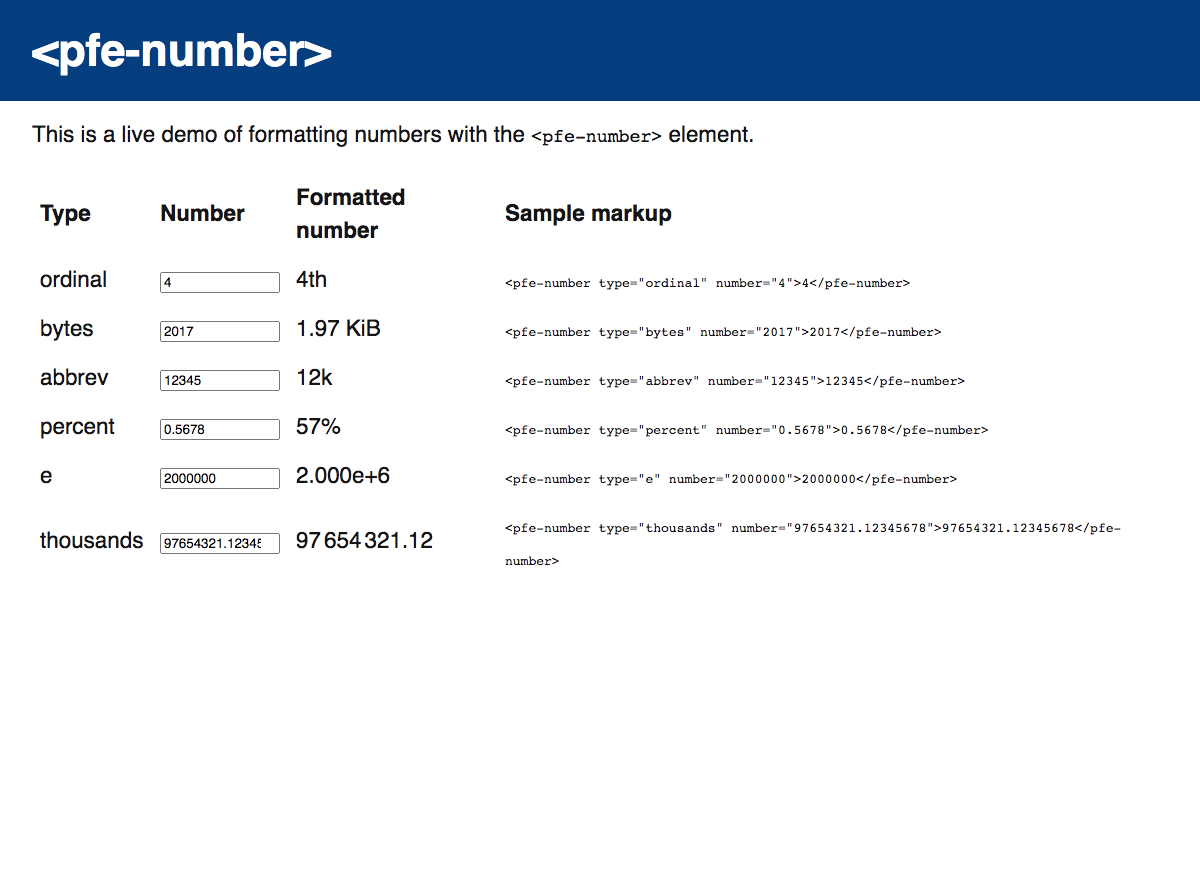 <pfe-number>
This is a live demo of formatting numbers with the <pfe-number> element.
Type Number Formatted number Sample markup
ordinal 4 4th <pfe-number type="ordinal" number="4">4</pfe-number>
bytes 2017 1.97 KiB <pfe-number type="bytes" number="2017">2017</pfe-number>
abbrev 12345 12k <pfe-number type="abbrev" number="12345">12345</pfe-number>
percent 0.5678 57% <pfe-number type="percent" number="0.5678">0.5678</pfe-number>
e 2000000 2.000e+6 <pfe-number type="e" number="2000000">2000000</pfe-number>
thousands 97654321.12345 97 654 321.12 <pfe-number type="thousands" number="97654321.12345678">97654321.12345678</pfe-
number>